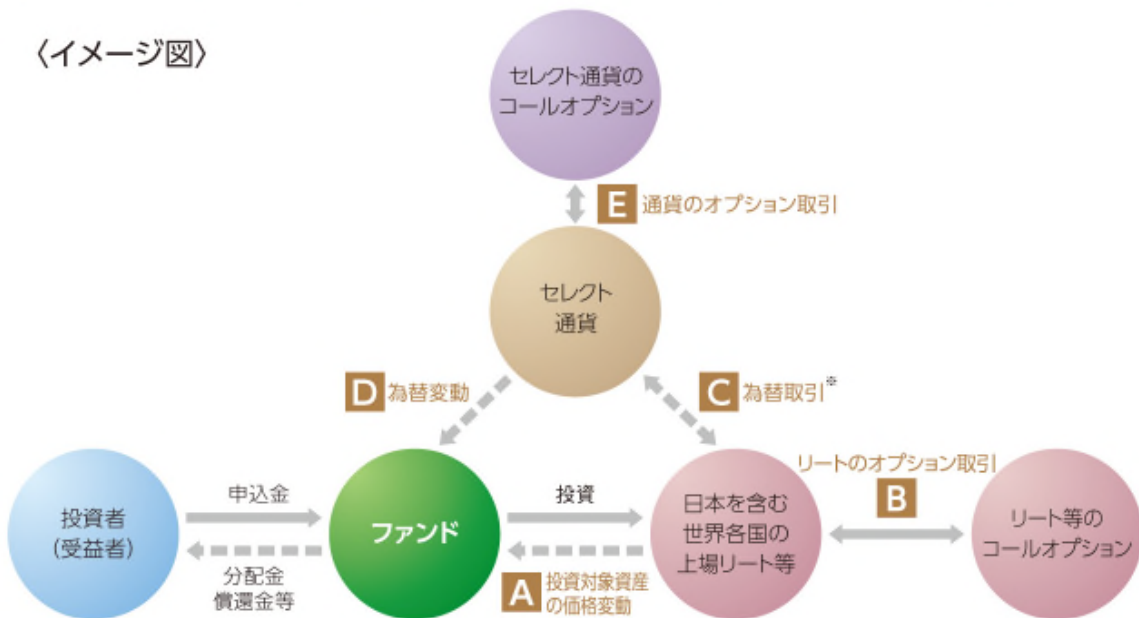 〈イメージ図〉
セレクト通貨の
コールオプション
E 通貨のオプション取引
セレクト
通貨
D 為替変動
C 為替取引※
リートのオプション取引
B
投資者
(受益者)
申込金
分配金
償還金等
ファンド
投資
A 投資対象資産
の価格変動
日本を含む
世界各国の
上場リート等
リート等の
コールオプション